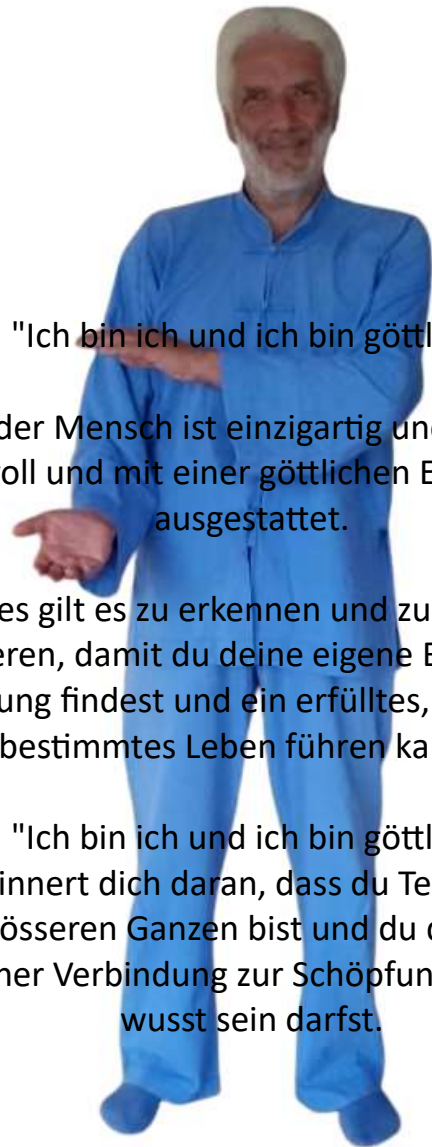 "Ich bin ich und ich bin göttl
der Mensch ist einzigartig un
oll und mit einer göttlichen
ausgestattet.
es gilt es zu erkennen und zu
eren, damit du deine eigene
ung findest und ein erfülltes,
bestimmtes Leben führen ka
"Ich bin ich und ich bin göttl
innert dich daran, dass du Te
össeren Ganzen bist und du
ner Verbindung zur Schöpfun
wusst sein darfst.